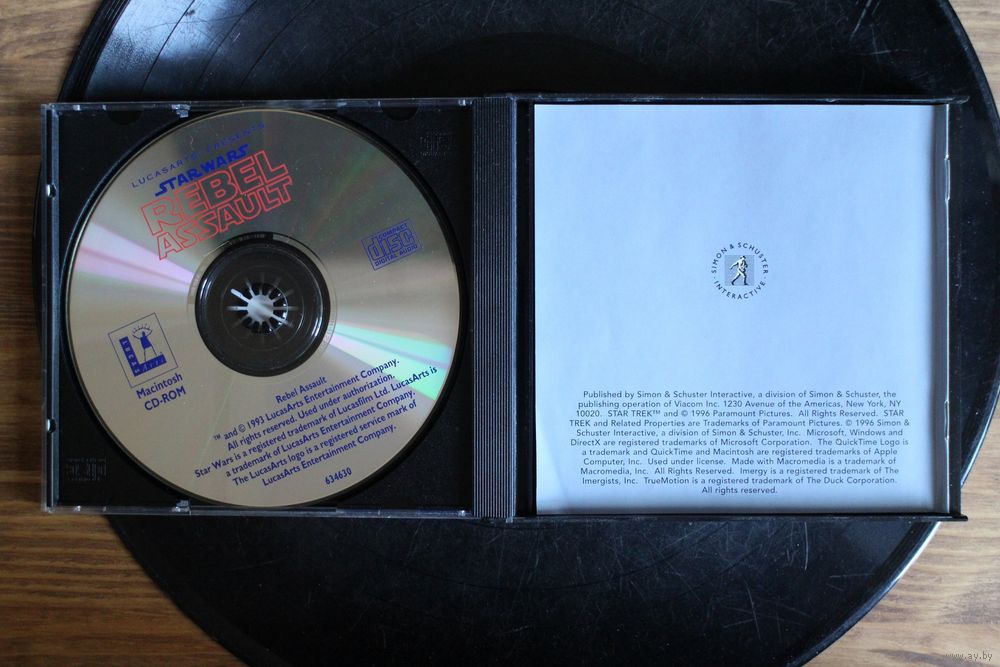 LUCASARTS PRESENTS
STAR WARS
REBEL
ASSAULT
COMPACT
disc
DIGITAL AUDIO
Macintosh
CD-ROM
Rebel Assault
™ and © 1993 LucasArts Entertainment Company.
All rights reserved. Used under authorization.
Star Wars is a registered trademark of Lucasfilm Ltd. LucasArts is
a trademark of LucasArts Entertainment Company.
The LucasArts logo is a registered service mark of
LucasArts Entertainment Company.
634630
SIMON & SCHUSTER
· INTERACTIVE ·
Published by Simon & Schuster Interactive, a division of Simon & Schuster, the
publishing operation of Viacom Inc. 1230 Avenue of the Americas, New York, NY
10020. STAR TREK™ and © 1996 Paramount Pictures. All Rights Reserved. STAR
TREK and Related Properties are Trademarks of Paramount Pictures. © 1996 Simon &
Schuster Interactive, a division of Simon & Schuster, Inc. Microsoft, Windows and
DirectX are registered trademarks of Microsoft Corporation. The QuickTime Logo is
a trademark and QuickTime and Macintosh are registered trademarks of Apple
Computer, Inc. Used under license. Made with Macromedia is a trademark of
Macromedia, Inc. All Rights Reserved. Imergy is a registered trademark of The
Imergists, Inc. TrueMotion is a registered trademark of The Duck Corporation.
All rights reserved.
www.ay.by